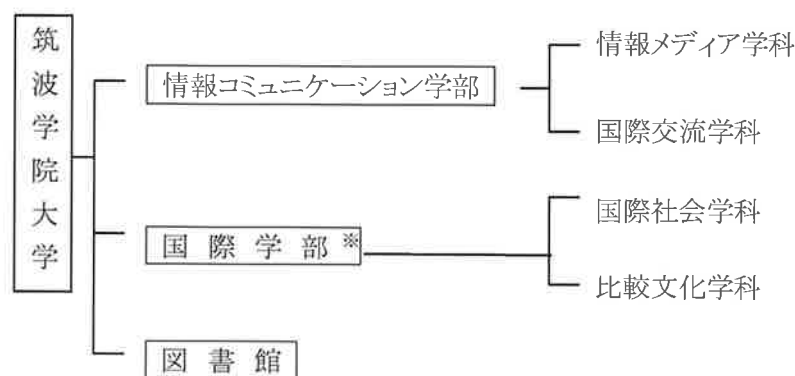 筑波学院大学
情報コミュニケーション学部
情報メディア学科
国際交流学科
国際学部※
国際社会学科
比較文化学科
図書館